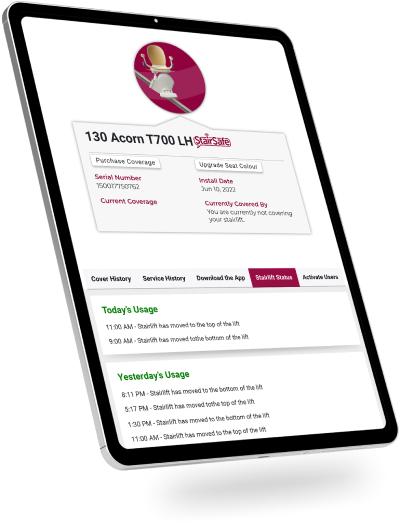 130 Acorn T700 LH StairSafe
Purchase Coverage
Upgrade Seat Colour
Serial Number
150077150762
Install Date
Jun 10, 2022
Current Coverage
Currently Covered By
You are currently not covering
your stairlift.
Cover History
Service History
Download the App
Stairlift Status
Activate Users
Today's Usage
11:00 AM - Stairlift has moved to the top of the lift
9:00 AM - Stairlift has moved tothe bottom of the lift
Yesterday's Usage
8:11 PM - Stairlift has moved to the bottom of the lift
5:17 PM - Stairlift has moved tothe top of the lift
1:30 PM - Stairlift has moved to the bottom of the lift
11:00 AM - Stairlift has moved to the top of the lift